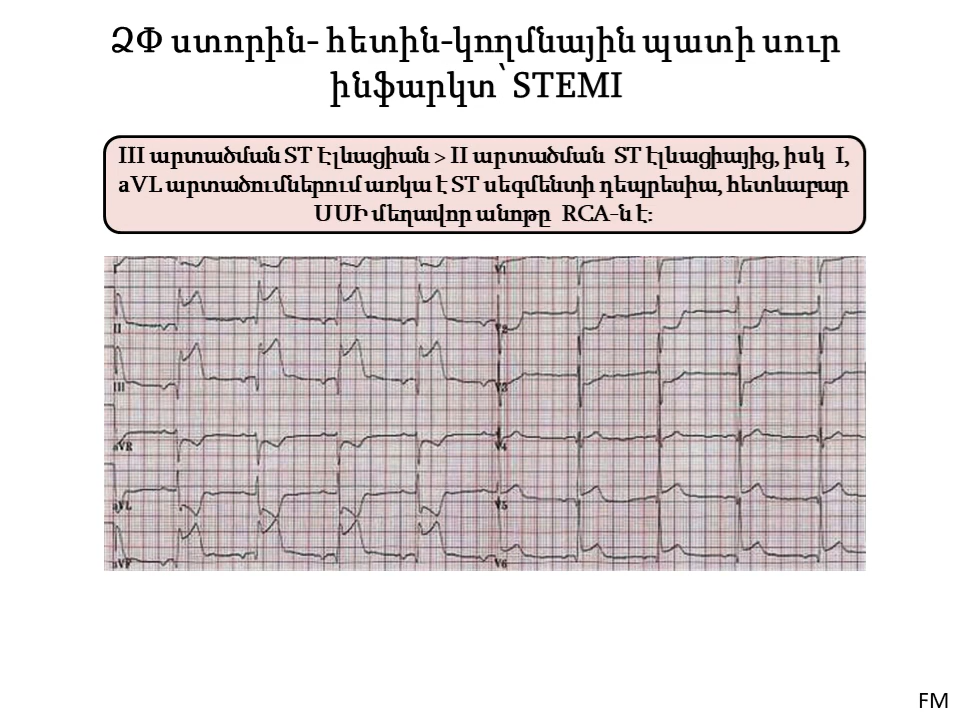 ՁՓ ստորին- հետին-կողմնային պատի սուր
ինֆարկտ՝ STEMI
III արտածման ST էլևացիան > II արտածման ST էլևացիայից, իսկ I,
aVL արտածումներում առկա է ST սեգմենտի դեպրեսիա, հետևաբար
ՍՍԻ մեղավոր անոթը RCA-ն է:
I
II
III
aVR
aVL
aVF
V1
V2
V3
V4
V5
V6
FM